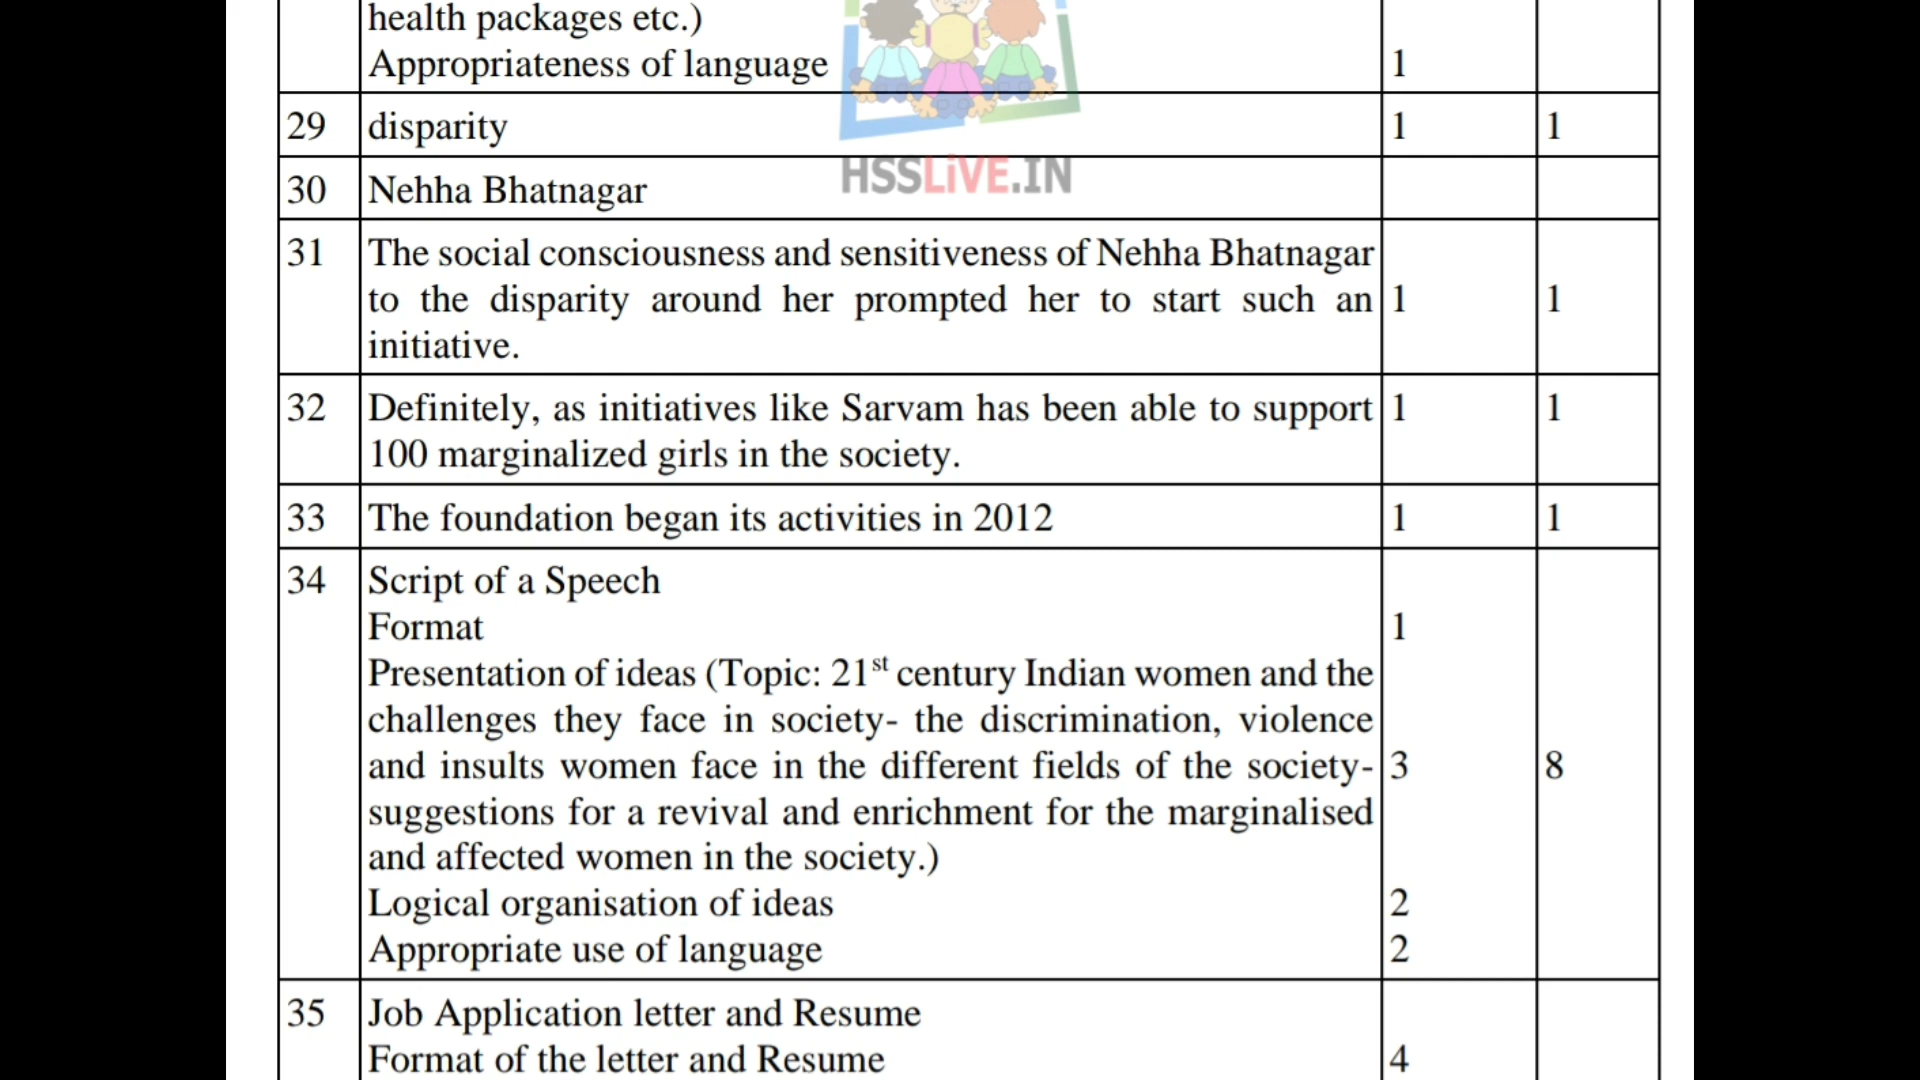 health packages etc.)
Appropriateness of language 1
HSSLiVE.IN
29 disparity 1 1
30 Nehha Bhatnagar
31 The social consciousness and sensitiveness of Nehha Bhatnagar
to the disparity around her prompted her to start such an 1 1
initiative.
32 Definitely, as initiatives like Sarvam has been able to support 1 1
100 marginalized girls in the society.
33 The foundation began its activities in 2012 1 1
34 Script of a Speech
Format 1
Presentation of ideas (Topic: 21st century Indian women and the
challenges they face in society- the discrimination, violence
and insults women face in the different fields of the society- 3 8
suggestions for a revival and enrichment for the marginalised
and affected women in the society.)
Logical organisation of ideas 2
Appropriate use of language 2
35 Job Application letter and Resume
Format of the letter and Resume 4